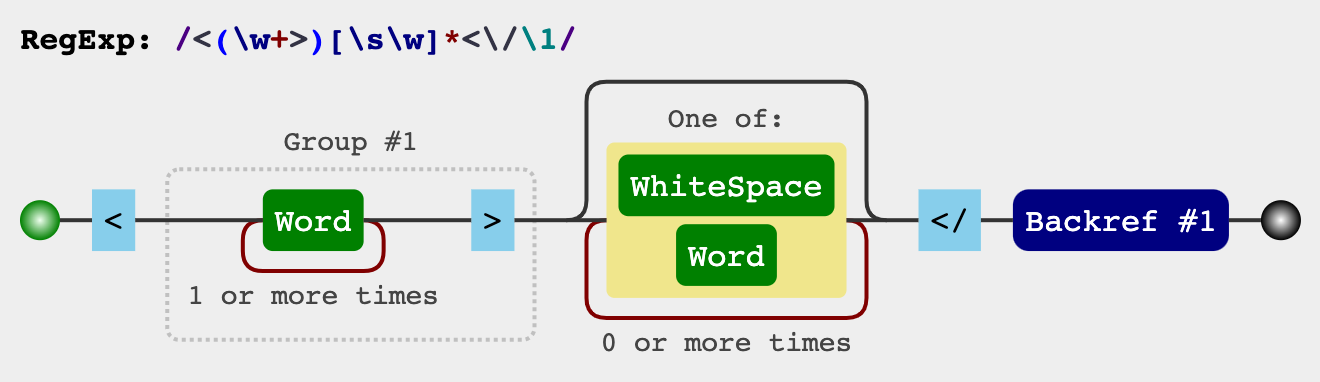 RegExp: /<(\w+>)[\s\w]*<\/\1/
One of:
Group #1
WhiteSpace
< Word > </ Backref #1
Word
1 or more times
0 or more times